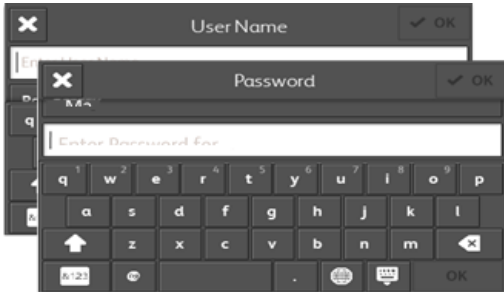 User Name
OK
q
Password
OK
Enter Password for
q 1 w 2 e 3 r 4 t 5 y 6 u 7 i 8 o 9 p
a s d f g h j k l
z x c v b n m
&123 . OK